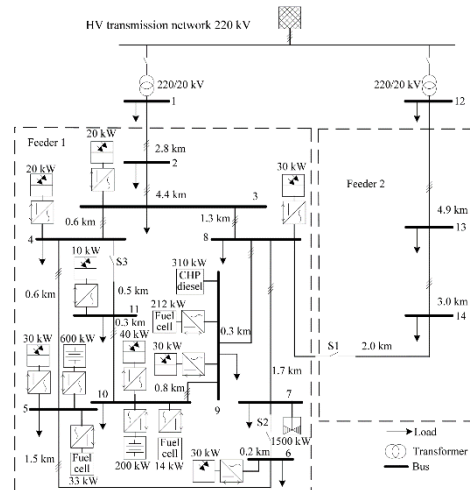 HV transmission network 220 kV
220/20 kV
220/20 kV
1
12
Feeder 1
20 kW
2.8 km
2
30 kW
Feeder 2
20 kW
4.4 km
3
4.9 km
0.6 km
1.3 km
13
4
8
10 kW
S3
310 kW
CHP
diesel
0.6 km
0.5 km
212 kW
3.0 km
11
Fuel
cell
14
0.3 km
0.3 km
S1
2.0 km
30 kW
600 kW
40 kW
30 kW
1.7 km
0.8 km
7
5
10
9
S2
1500 kW
1.5 km
Fuel
cell
Fuel
cell
30 kW
0.2 km
6
33 kW
200 kW
14 kW
Load
Transformer
Bus